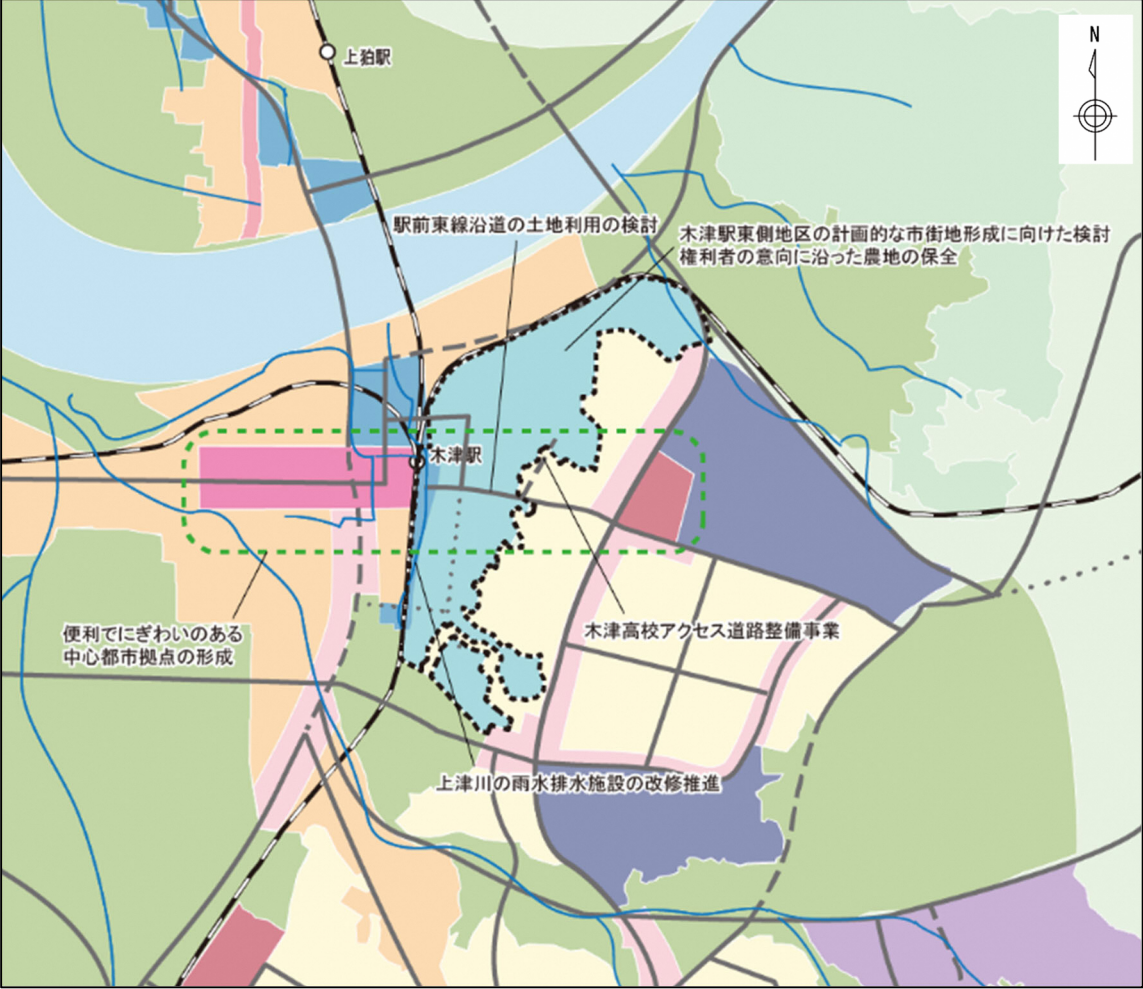 N
上狛駅
駅前東線沿道の土地利用の検討
木津駅東側地区の計画的な市街地形成に向けた検討
権利者の意向に沿った農地の保全
木津駅
便利でにぎわいのある
中心都市拠点の形成
木津高校アクセス道路整備事業
上津川の雨水排水施設の改修推進